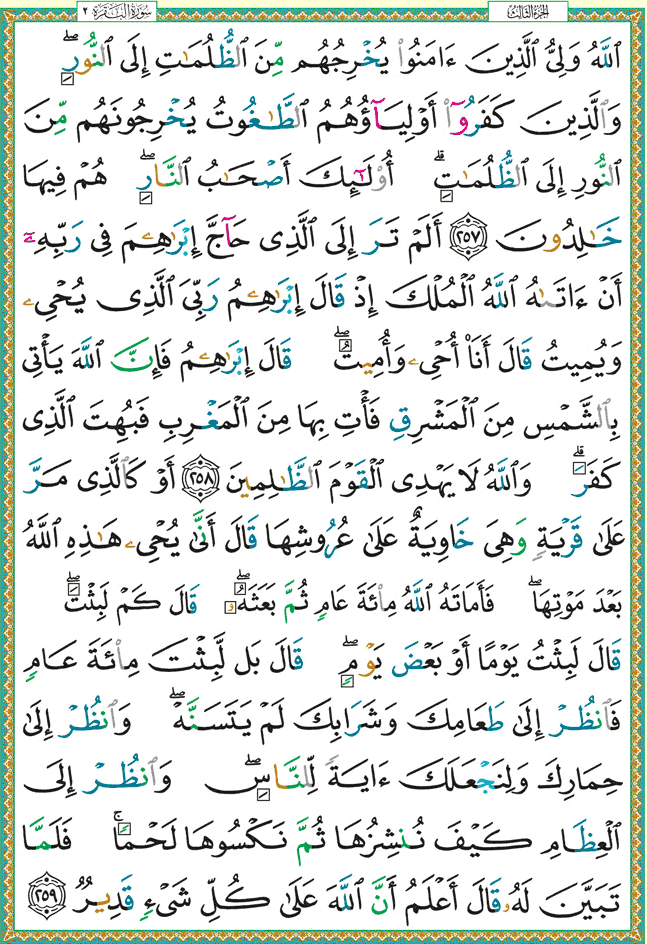 الجزء الثالث
سورة البقرة ٢
ٱللَّهُ وَلِىُّ ٱلَّذِينَ ءَامَنُوا۟ يُخْرِجُهُم مِّنَ ٱلظُّلُمَـٰتِ إِلَى ٱلنُّورِ ۖ
وَٱلَّذِينَ كَفَرُوٓا۟ أَوْلِيَآؤُهُمُ ٱلطَّـٰغُوتُ يُخْرِجُونَهُم مِّنَ
ٱلنُّورِ إِلَى ٱلظُّلُمَـٰتِ ۗ أُو۟لَـٰٓئِكَ أَصْحَـٰبُ ٱلنَّارِ ۖ هُمْ فِيهَا
خَـٰلِدُونَ ٢٥٧ أَلَمْ تَرَ إِلَى ٱلَّذِى حَآجَّ إِبْرَٰهِـۧمَ فِى رَبِّهِۦٓ
أَنْ ءَاتَىٰهُ ٱللَّهُ ٱلْمُلْكَ إِذْ قَالَ إِبْرَٰهِـۧمُ رَبِّىَ ٱلَّذِى يُحْىِۦ
وَيُمِيتُ قَالَ أَنَا۠ أُحْىِۦ وَأُمِيتُ ۖ قَالَ إِبْرَٰهِـۧمُ فَإِنَّ ٱللَّهَ يَأْتِى
بِٱلشَّمْسِ مِنَ ٱلْمَشْرِقِ فَأْتِ بِهَا مِنَ ٱلْمَغْرِبِ فَبُهِتَ ٱلَّذِى
كَفَرَ ۗ وَٱللَّهُ لَا يَهْدِى ٱلْقَوْمَ ٱلظَّـٰلِمِينَ ٢٥٨ أَوْ كَٱلَّذِى مَرَّ
عَلَىٰ قَرْيَةٍ وَهِىَ خَاوِيَةٌ عَلَىٰ عُرُوشِهَا قَالَ أَنَّىٰ يُحْىِۦ هَـٰذِهِ ٱللَّهُ
بَعْدَ مَوْتِهَا ۖ فَأَمَاتَهُ ٱللَّهُ مِا۟ئَةَ عَامٍ ثُمَّ بَعَثَهُۥ ۖ قَالَ كَمْ لَبِثْتَ ۖ
قَالَ لَبِثْتُ يَوْمًا أَوْ بَعْضَ يَوْمٍ ۖ قَالَ بَل لَّبِثْتَ مِا۟ئَةَ عَامٍ
فَٱنظُرْ إِلَىٰ طَعَامِكَ وَشَرَابِكَ لَمْ يَتَسَنَّهْ ۖ وَٱنظُرْ إِلَىٰ
حِمَارِكَ وَلِنَجْعَلَكَ ءَايَةً لِّلنَّاسِ ۖ وَٱنظُرْ إِلَى
ٱلْعِظَامِ كَيْفَ نُنشِزُهَا ثُمَّ نَكْسُوهَا لَحْمًا ۚ فَلَمَّا
تَبَيَّنَ لَهُۥ قَالَ أَعْلَمُ أَنَّ ٱللَّهَ عَلَىٰ كُلِّ شَىْءٍ قَدِيرٌ ٢٥٩